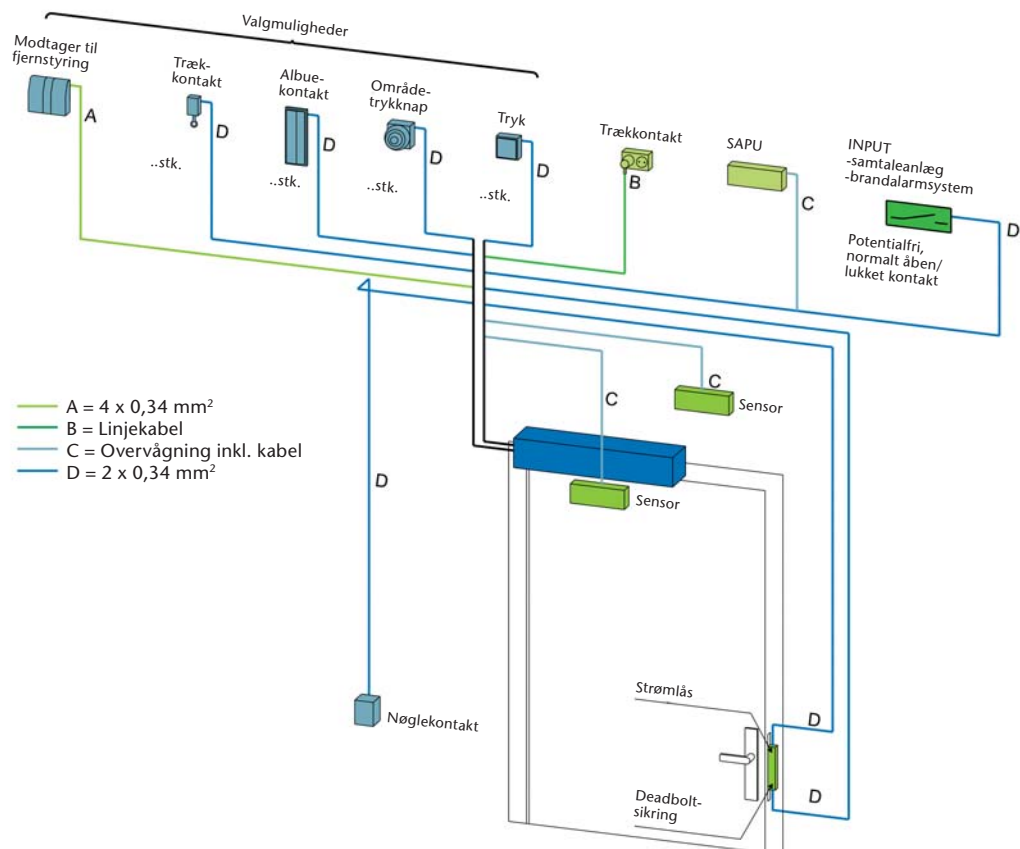 Valgmuligheder
Modtager til
fjernstyring
A
Træk-
kontakt
D
..stk.
Albue-
kontakt
D
..stk.
Område-
trykknap
D
..stk.
Tryk
D
..stk.
Trækkontakt
B
SAPU
C
INPUT
-samtaleanlæg
-brandalarmsystem
D
Potentialfri,
normalt åben/
lukket kontakt
A = 4 x 0,34 mm²
B = Linjekabel
C = Overvågning inkl. kabel
D = 2 x 0,34 mm²
C
Sensor
C
Sensor
D
Nøglekontakt
Strømlås
D
D
Deadbolt-
sikring